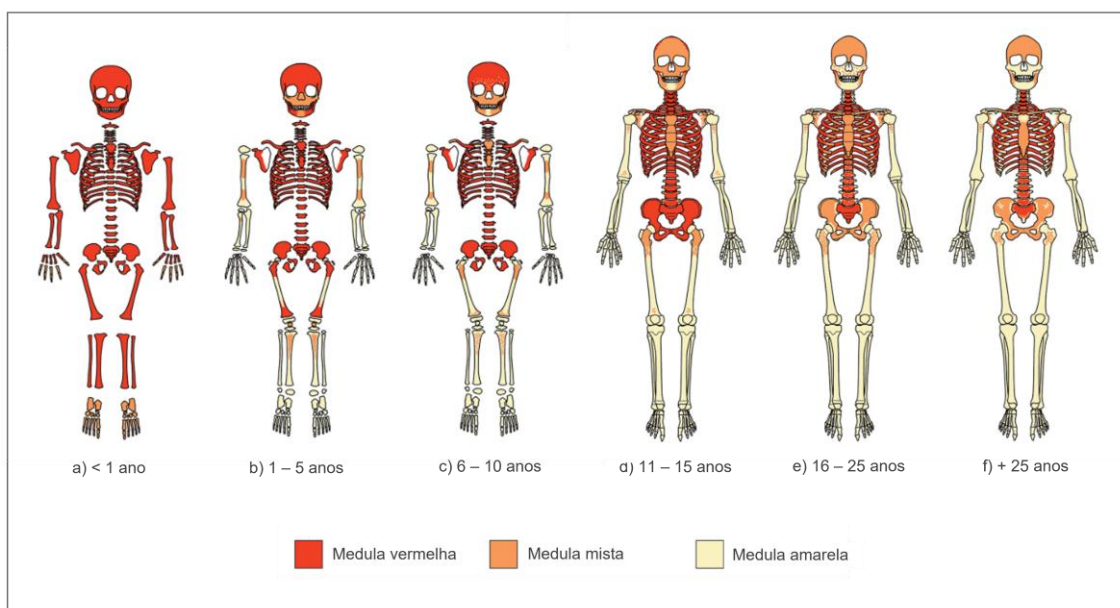 a) < 1 ano
b) 1 – 5 anos
c) 6 – 10 anos
d) 11 – 15 anos
e) 16 – 25 anos
f) + 25 anos
Medula vermelha
Medula mista
Medula amarela